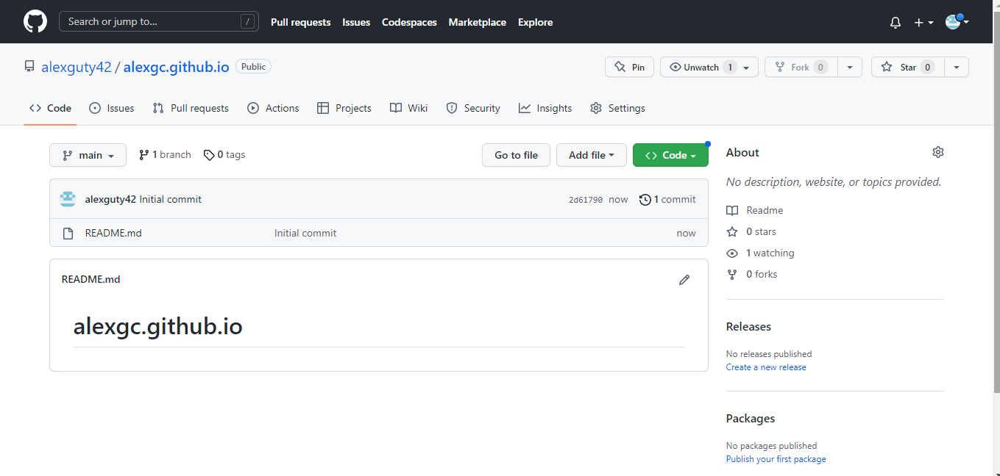 Search or jump to... /
Pull requests Issues Codespaces Marketplace Explore
alexguty42 / alexgc.github.io Public
Pin Unwatch 1 Fork 0 Star 0
Code Issues Pull requests Actions Projects Wiki Security Insights Settings
main 1 branch 0 tags Go to file Add file Code
alexguty42 Initial commit 2d61790 now 1 commit
README.md Initial commit now
README.md
alexgc.github.io
About
No description, website, or topics provided.
Readme
0 stars
1 watching
0 forks
Releases
No releases published
Create a new release
Packages
No packages published
Publish your first package